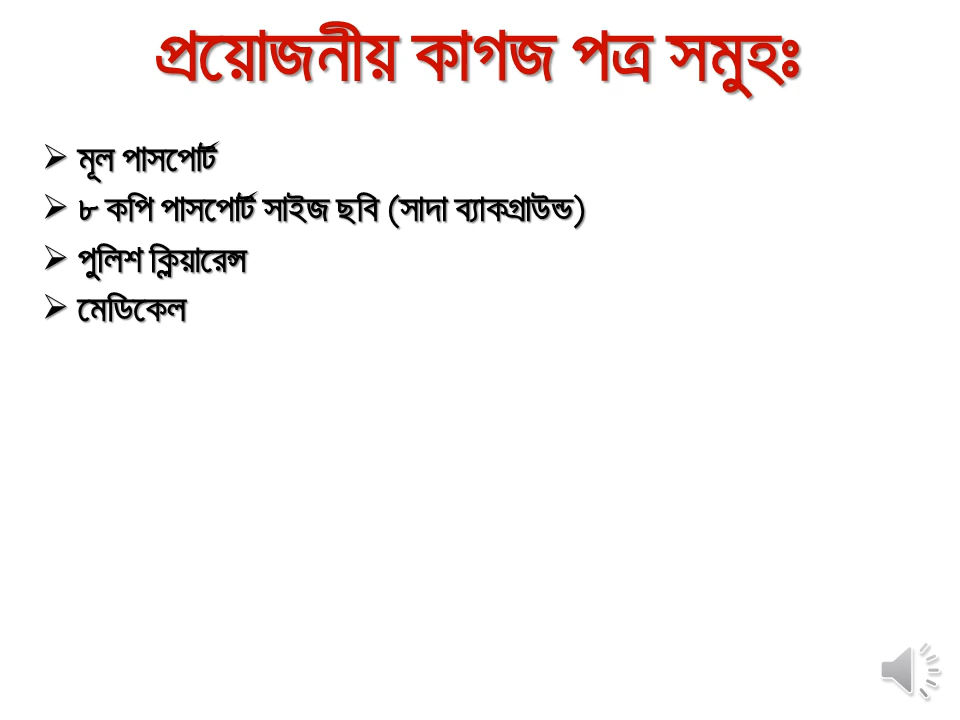 প্রয়োজনীয় কাগজ পত্র সমুহঃ
➢ মূল পাসপোর্ট
➢ ৮ কপি পাসপোর্ট সাইজ ছবি (সাদা ব্যাকগ্রাউন্ড)
➢ পুলিশ ক্লিয়ারেন্স
➢ মেডিকেল